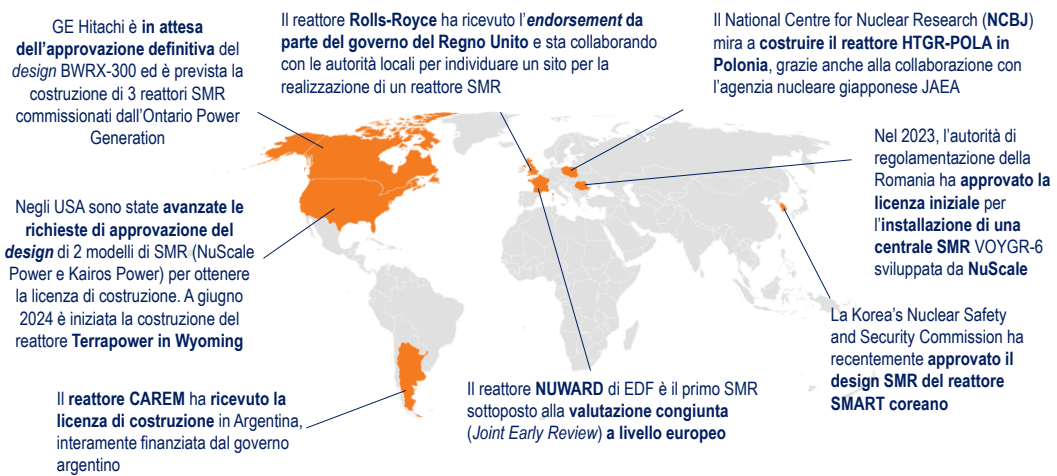 GE Hitachi è in attesa
dell'approvazione definitiva del
design BWRX-300 ed è prevista la
costruzione di 3 reattori SMR
commissionati dall'Ontario Power
Generation
Il reattore Rolls-Royce ha ricevuto l'endorsement da
parte del governo del Regno Unito e sta collaborando
con le autorità locali per individuare un sito per la
realizzazione di un reattore SMR
Il National Centre for Nuclear Research (NCBJ)
mira a costruire il reattore HTGR-POLA in
Polonia, grazie anche alla collaborazione con
l'agenzia nucleare giapponese JAEA
Nel 2023, l'autorità di
regolamentazione della
Romania ha approvato la
licenza iniziale per
l'installazione di una
centrale SMR VOYGR-6
sviluppata da NuScale
Negli USA sono state avanzate le
richieste di approvazione del
design di 2 modelli di SMR (NuScale
Power e Kairos Power) per ottenere
la licenza di costruzione. A giugno
2024 è iniziata la costruzione del
reattore Terrapower in Wyoming
La Korea's Nuclear Safety
and Security Commission ha
recentemente approvato il
design SMR del reattore
SMART coreano
Il reattore CAREM ha ricevuto la
licenza di costruzione in Argentina,
interamente finanziata dal governo
argentino
Il reattore NUWARD di EDF è il primo SMR
sottoposto alla valutazione congiunta
(Joint Early Review) a livello europeo